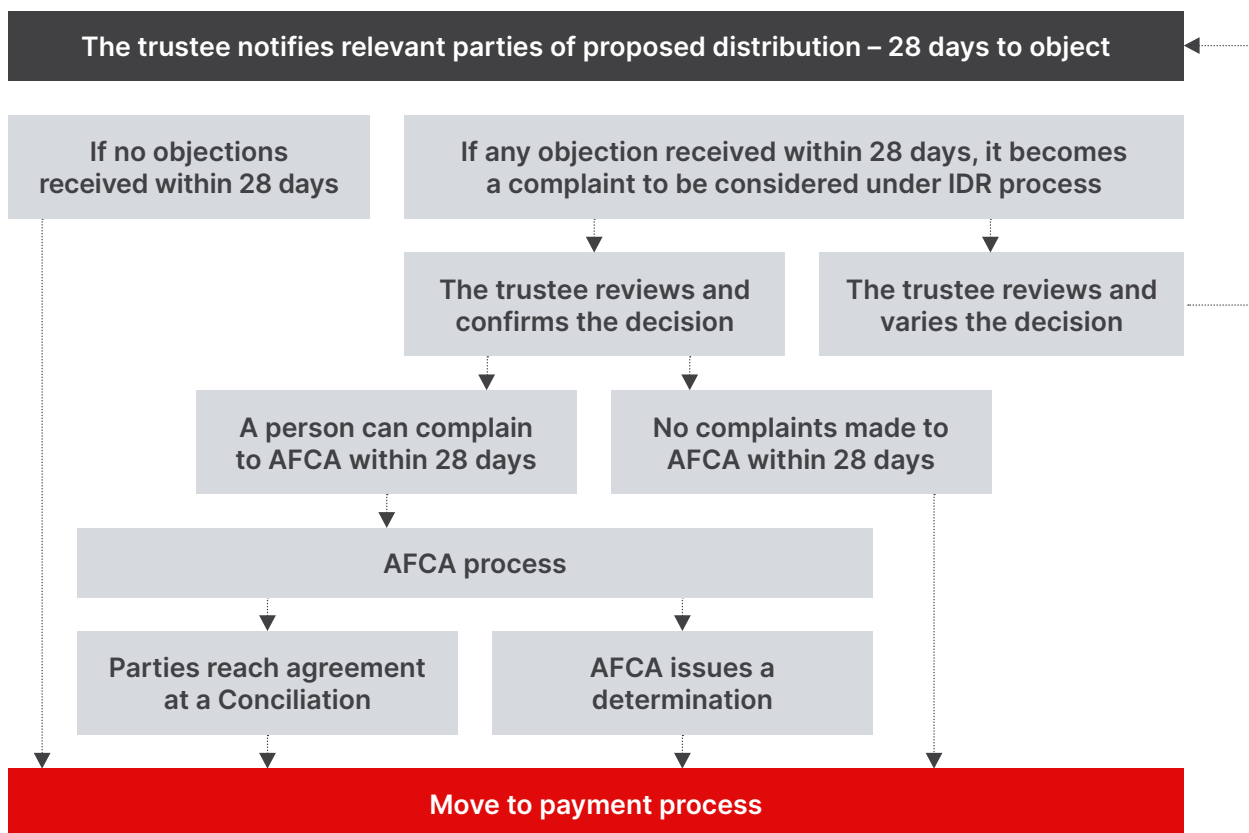 The trustee notifies relevant parties of proposed distribution – 28 days to object
If no objections
received within 28 days
If any objection received within 28 days, it becomes
a complaint to be considered under IDR process
The trustee reviews and
confirms the decision
The trustee reviews and
varies the decision
A person can complain
to AFCA within 28 days
No complaints made to
AFCA within 28 days
AFCA process
Parties reach agreement
at a Conciliation
AFCA issues a
determination
Move to payment process